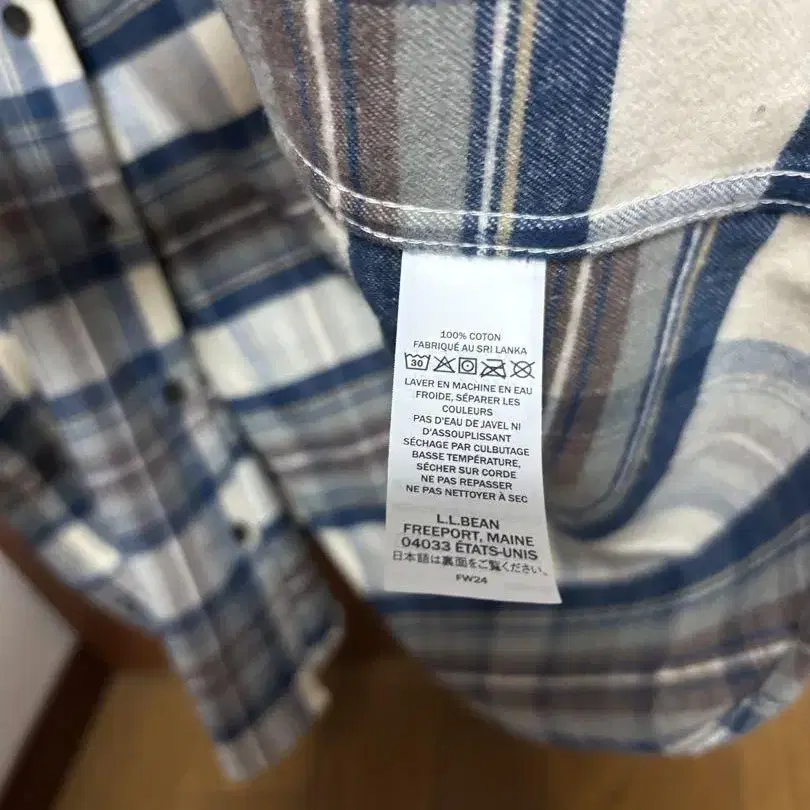 100% COTON
FABRIQUÉ AU SRI LANKA
30
LAVER EN MACHINE EN EAU
FROIDE, SÉPARER LES
COULEURS
PAS D'EAU DE JAVEL NI
D'ASSOUPLISSANT
SÉCHAGE PAR CULBUTAGE
BASSE TEMPÉRATURE,
SÉCHER SUR CORDE
NE PAS REPASSER
NE PAS NETTOYER À SEC
L.L.BEAN
FREEPORT, MAINE
04033 ÉTATS-UNIS
日本語は裏面をご覧ください。
FW24